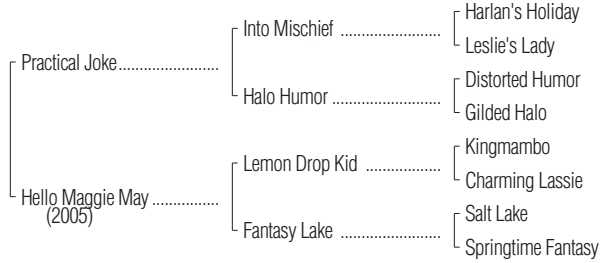 Harlan's Holiday
Into Mischief ........................
Leslie's Lady
Practical Joke........................
Distorted Humor
Halo Humor ..........................
Gilded Halo
Kingmambo
Lemon Drop Kid ..................
Charming Lassie
Hello Maggie May ................
(2005)
Salt Lake
Fantasy Lake ........................
Springtime Fantasy